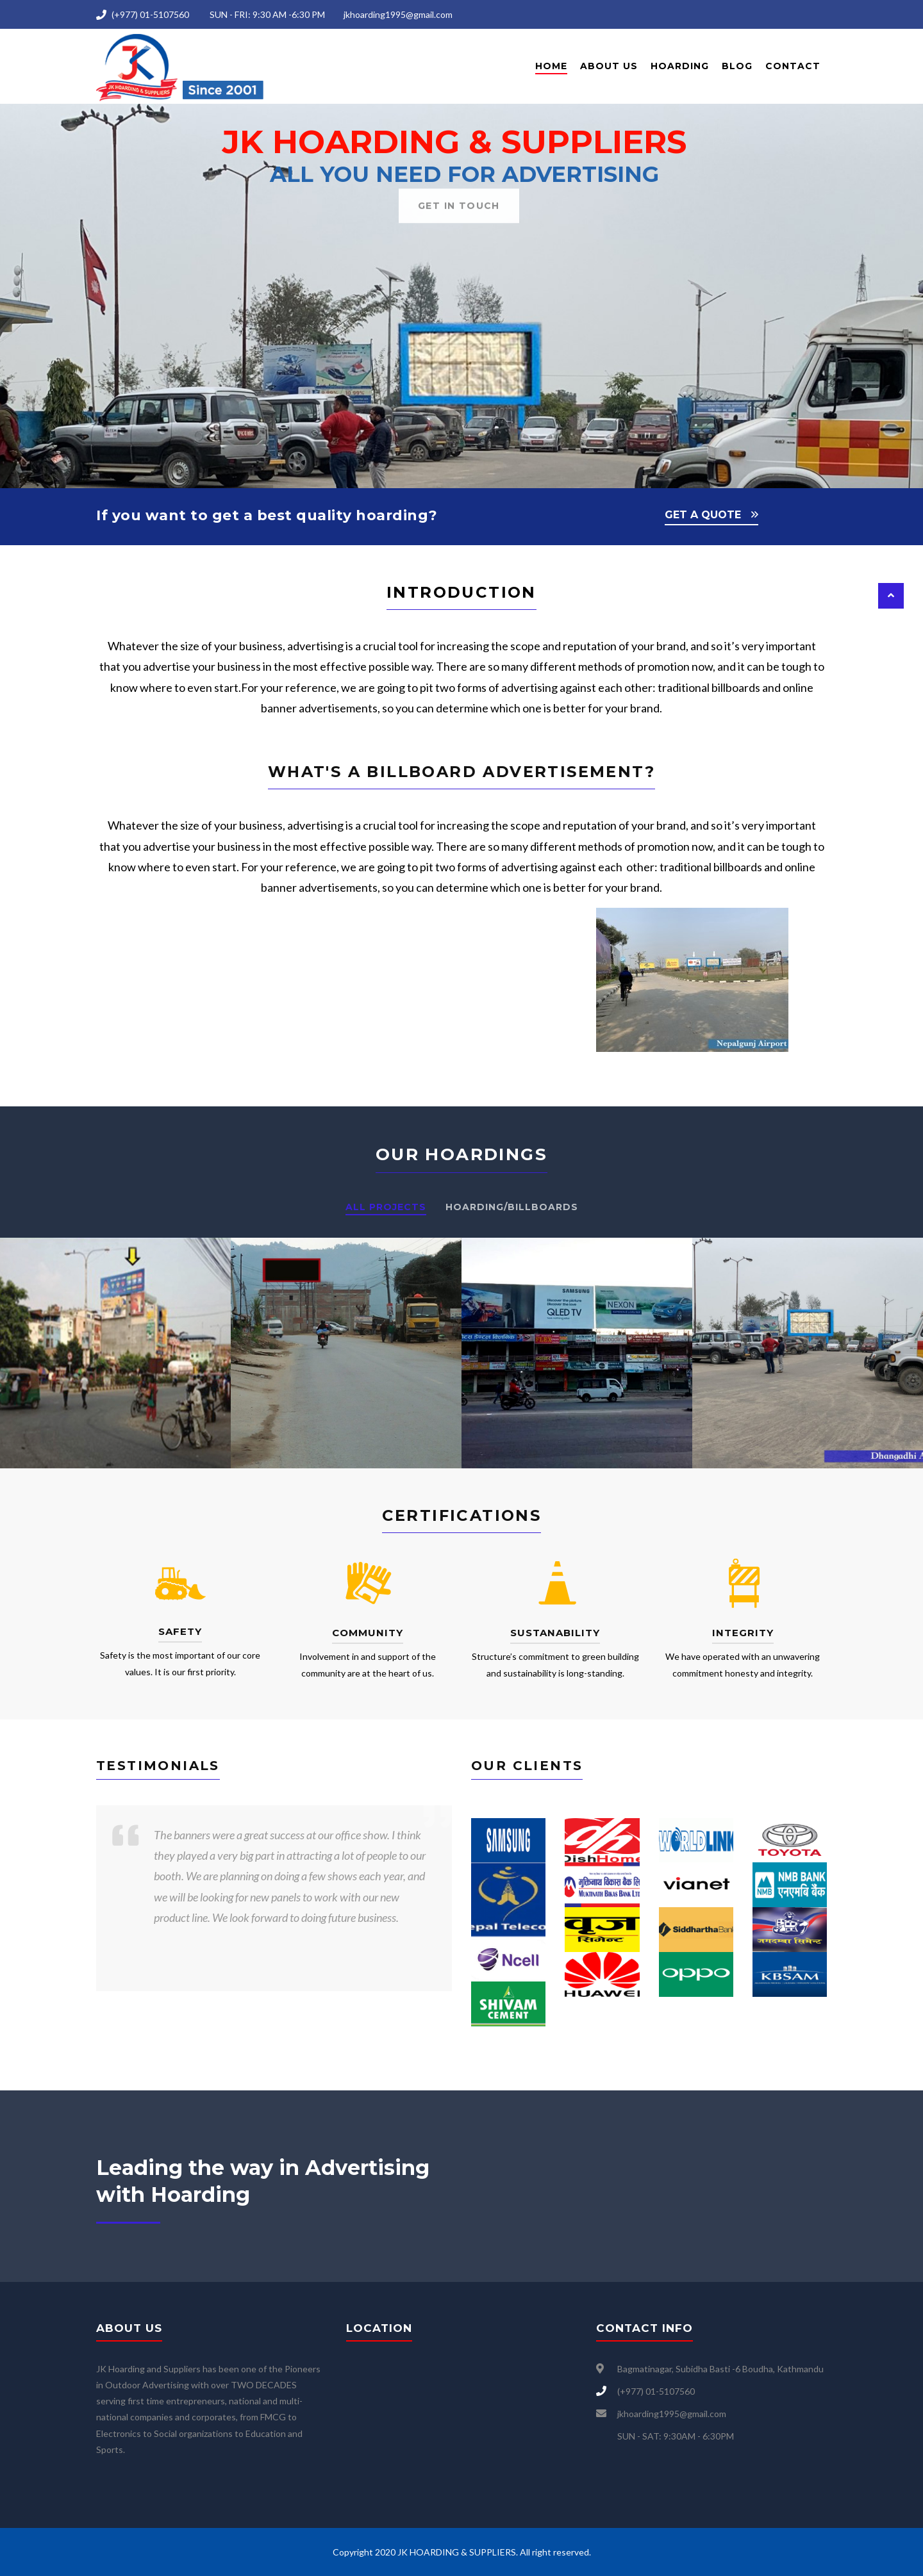 (+977) 01-5107560 SUN - FRI: 9:30 AM -6:30 PM jkhoarding1995@gmail.com
JK
JK HOARDING & SUPPLIERS
Since 2001
HOME ABOUT US HOARDING BLOG CONTACT
JK HOARDING & SUPPLIERS
ALL YOU NEED FOR ADVERTISING
GET IN TOUCH
If you want to get a best quality hoarding?
GET A QUOTE
INTRODUCTION
Whatever the size of your business, advertising is a crucial tool for increasing the scope and reputation of your brand, and so it’s very important
that you advertise your business in the most effective possible way. There are so many different methods of promotion now, and it can be tough to
know where to even start.For your reference, we are going to pit two forms of advertising against each other: traditional billboards and online
banner advertisements, so you can determine which one is better for your brand.
WHAT'S A BILLBOARD ADVERTISEMENT?
Whatever the size of your business, advertising is a crucial tool for increasing the scope and reputation of your brand, and so it’s very important
that you advertise your business in the most effective possible way. There are so many different methods of promotion now, and it can be tough to
know where to even start. For your reference, we are going to pit two forms of advertising against each other: traditional billboards and online
banner advertisements, so you can determine which one is better for your brand.
Nepalgunj Airport
OUR HOARDINGS
ALL PROJECTS HOARDING/BILLBOARDS
SAMSUNG
QLED TV
NEXON
Dhangadhi A
CERTIFICATIONS
SAFETY
Safety is the most important of our core
values. It is our first priority.
COMMUNITY
Involvement in and support of the
community are at the heart of us.
SUSTANABILITY
Structure’s commitment to green building
and sustainability is long-standing.
INTEGRITY
We have operated with an unwavering
commitment honesty and integrity.
TESTIMONIALS
The banners were a great success at our office show. I think
they played a very big part in attracting a lot of people to our
booth. We are planning on doing a few shows each year, and
we will be looking for new panels to work with our new
product line. We look forward to doing future business.
OUR CLIENTS
SAMSUNG
DishHome
WORLDLINK
TOYOTA
epal Teleco
MUKTINATH BIKAS BANK LTD
vianet
NMB BANK
एनएमबि बैंक
NMB
बृज
सिमेन्ट
Siddhartha Bank
जगदम्बा सिमेन्ट
Ncell
HUAWEI
oppo
KBSAM
SHIVAM
CEMENT
Leading the way in Advertising
with Hoarding
ABOUT US
JK Hoarding and Suppliers has been one of the Pioneers
in Outdoor Advertising with over TWO DECADES
serving first time entrepreneurs, national and multi-
national companies and corporates, from FMCG to
Electronics to Social organizations to Education and
Sports.
LOCATION
CONTACT INFO
Bagmatinagar, Subidha Basti -6 Boudha, Kathmandu
(+977) 01-5107560
jkhoarding1995@gmail.com
SUN - SAT: 9:30AM - 6:30PM
Copyright 2020 JK HOARDING & SUPPLIERS. All right reserved.